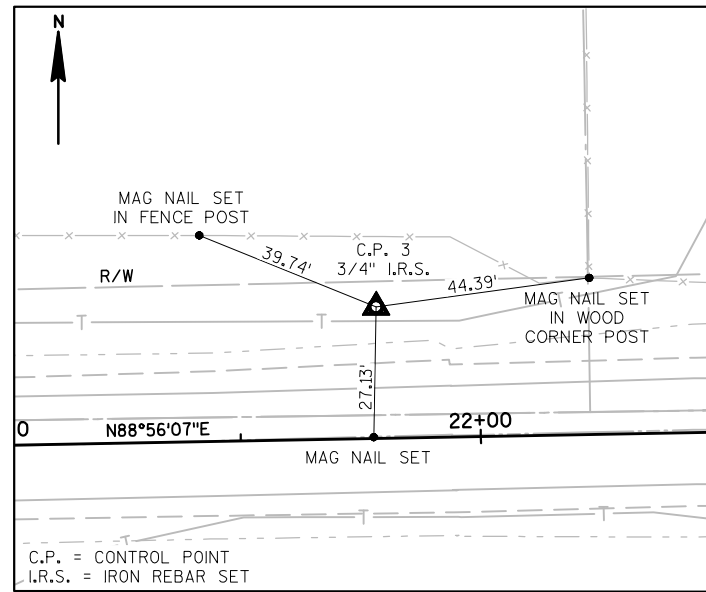 N
MAG NAIL SET
IN FENCE POST
C.P. 3
3/4" I.R.S.
39.74'
R/W
44.39'
MAG NAIL SET
IN WOOD
CORNER POST
T
T
T
27.13'
0
N88°56'07"E
22+00
MAG NAIL SET
T
T
T
C.P. = CONTROL POINT
I.R.S. = IRON REBAR SET